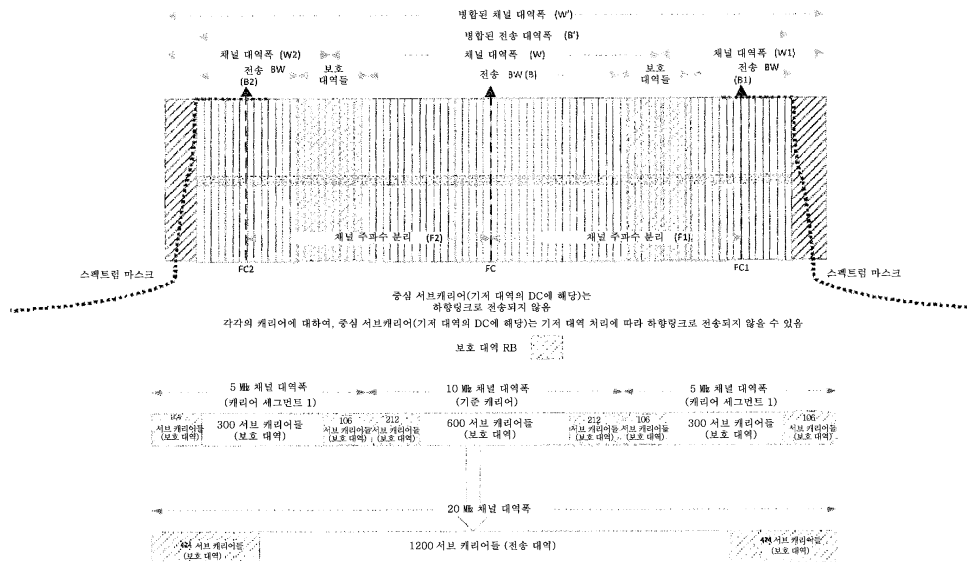 병합된 채널 대역폭 (W')
병합된 전송 대역폭 (B')
채널 대역폭 (W2)
채널 대역폭 (W)
채널 대역폭 (W1)
전송 BW
(B2)
보호
대역들
전송 BW (B)
보호
대역들
전송 BW
(B1)
채널 주파수 분리 (F2)
채널 주파수 분리 (F1)
스펙트럼 마스크
FC2
FC
FC1
스펙트럼 마스크
중심 서브캐리어(기저 대역의 DC에 해당)는
하향링크로 전송되지 않음
각각의 캐리어에 대하여, 중심 서브캐리어(기저 대역의 DC에 해당)는 기저 대역 처리에 따라 하향링크로 전송되지 않을 수 있음
보호 대역 RB
5 MHz 채널 대역폭
(캐리어 세그먼트 1)
10 MHz 채널 대역폭
(기준 캐리어)
5 MHz 채널 대역폭
(캐리어 세그먼트 1)
서브 캐리어들
(보호 대역)
300 서브 캐리어들
(보호 대역)
106
서브 캐리어들
(보호 대역)
212
서브 캐리어들
(보호 대역)
600 서브 캐리어들
(보호 대역)
212
서브 캐리어들
(보호 대역)
106
서브 캐리어들
(보호 대역)
300 서브 캐리어들
(보호 대역)
106
서브 캐리어들
(보호 대역)
20 MHz 채널 대역폭
424 서브 캐리어들
(보호 대역)
1200 서브 캐리어들 (전송 대역)
424 서브 캐리어들
(보호 대역)